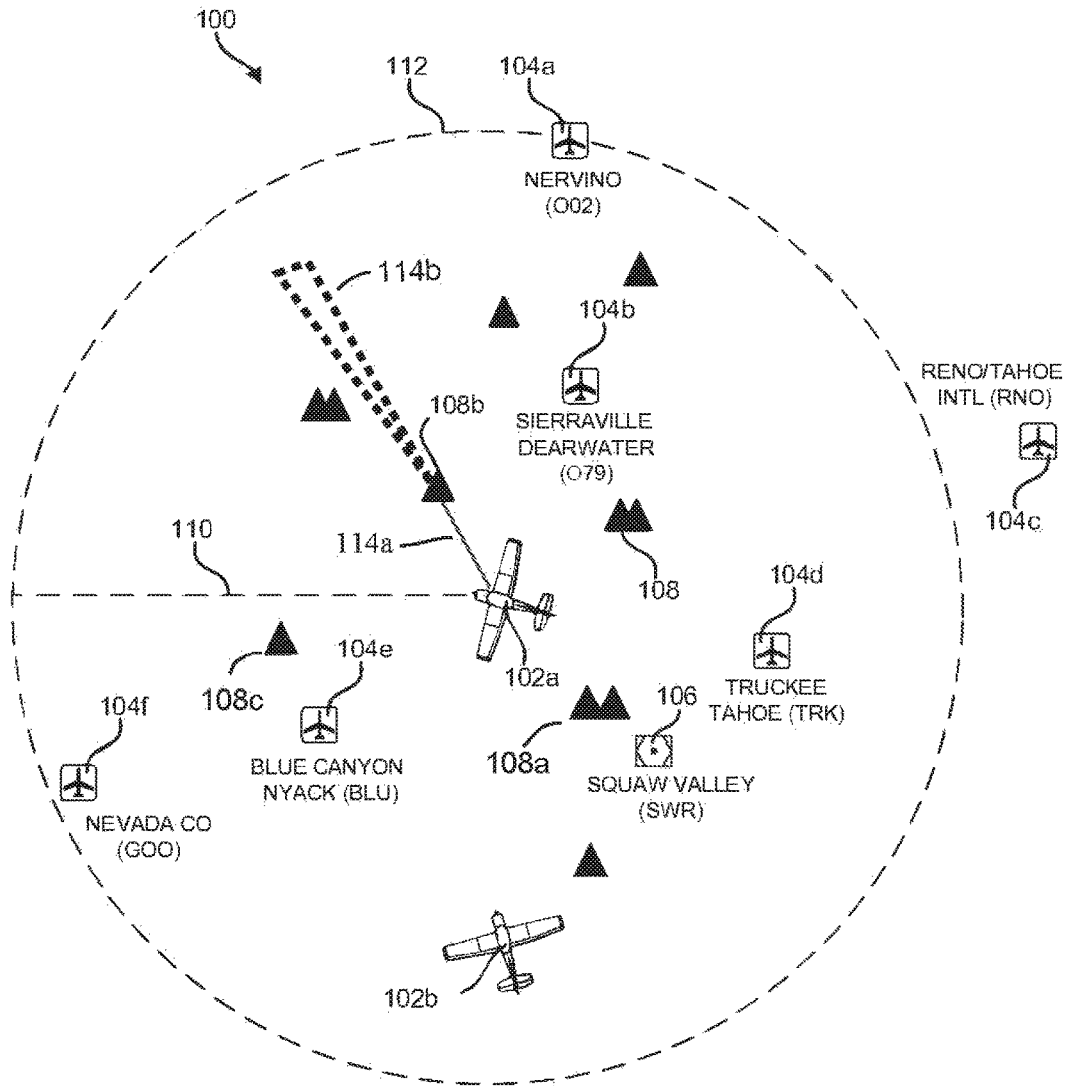 100
112
104a
NERVINO
(O02)
114b
104b
108b
SIERRAVILLE
DEARWATER
(O79)
RENO/TAHOE
INTL (RNO)
104c
110
114a
108
104d
104e
102a
108c
TRUCKEE
TAHOE (TRK)
106
104f
108a
BLUE CANYON
NYACK (BLU)
SQUAW VALLEY
(SWR)
NEVADA CO
(GOO)
102b